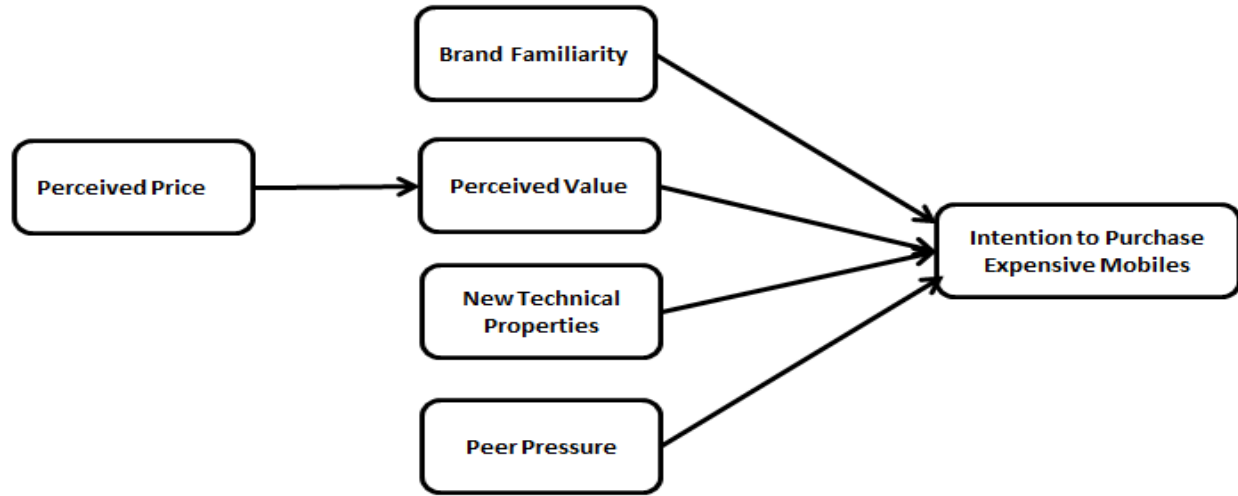 Brand Familiarity
Perceived Price
Perceived Value
New Technical
Properties
Peer Pressure
Intention to Purchase
Expensive Mobiles